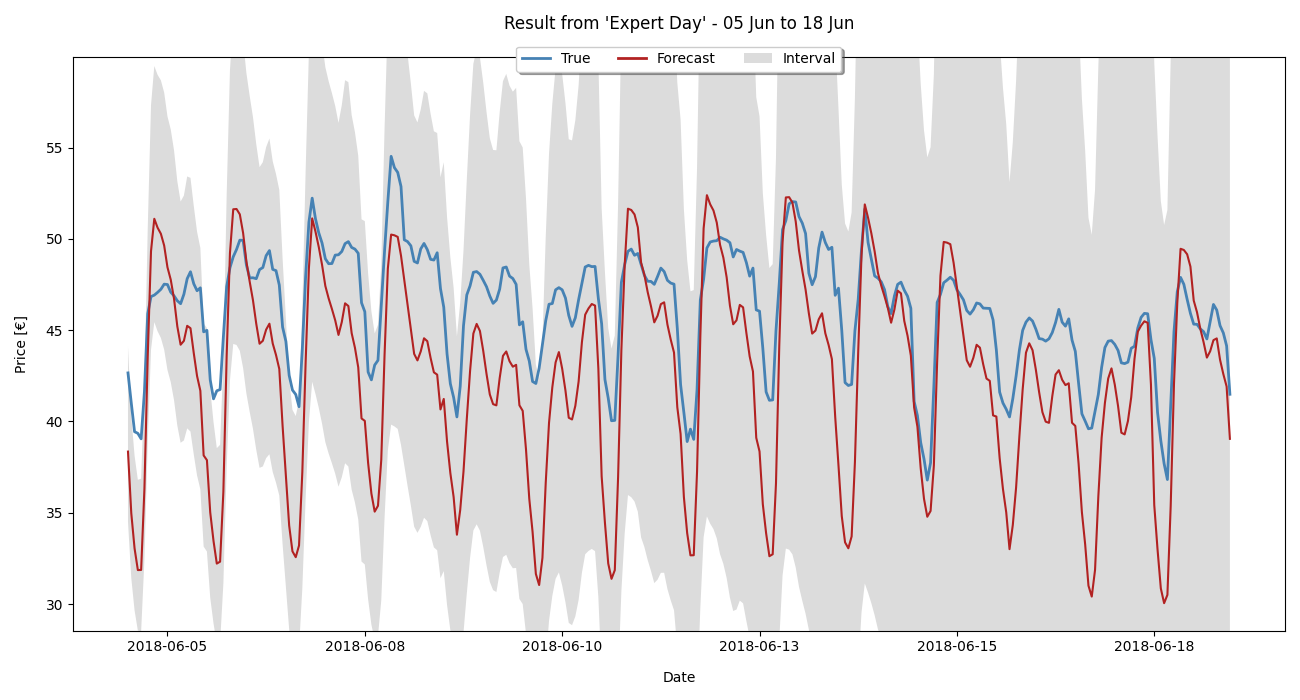 Result from 'Expert Day' - 05 Jun to 18 Jun
True Forecast Interval
Price [€]
55
50
45
40
35
30
2018-06-05 2018-06-08 2018-06-10 2018-06-13 2018-06-15 2018-06-18
Date